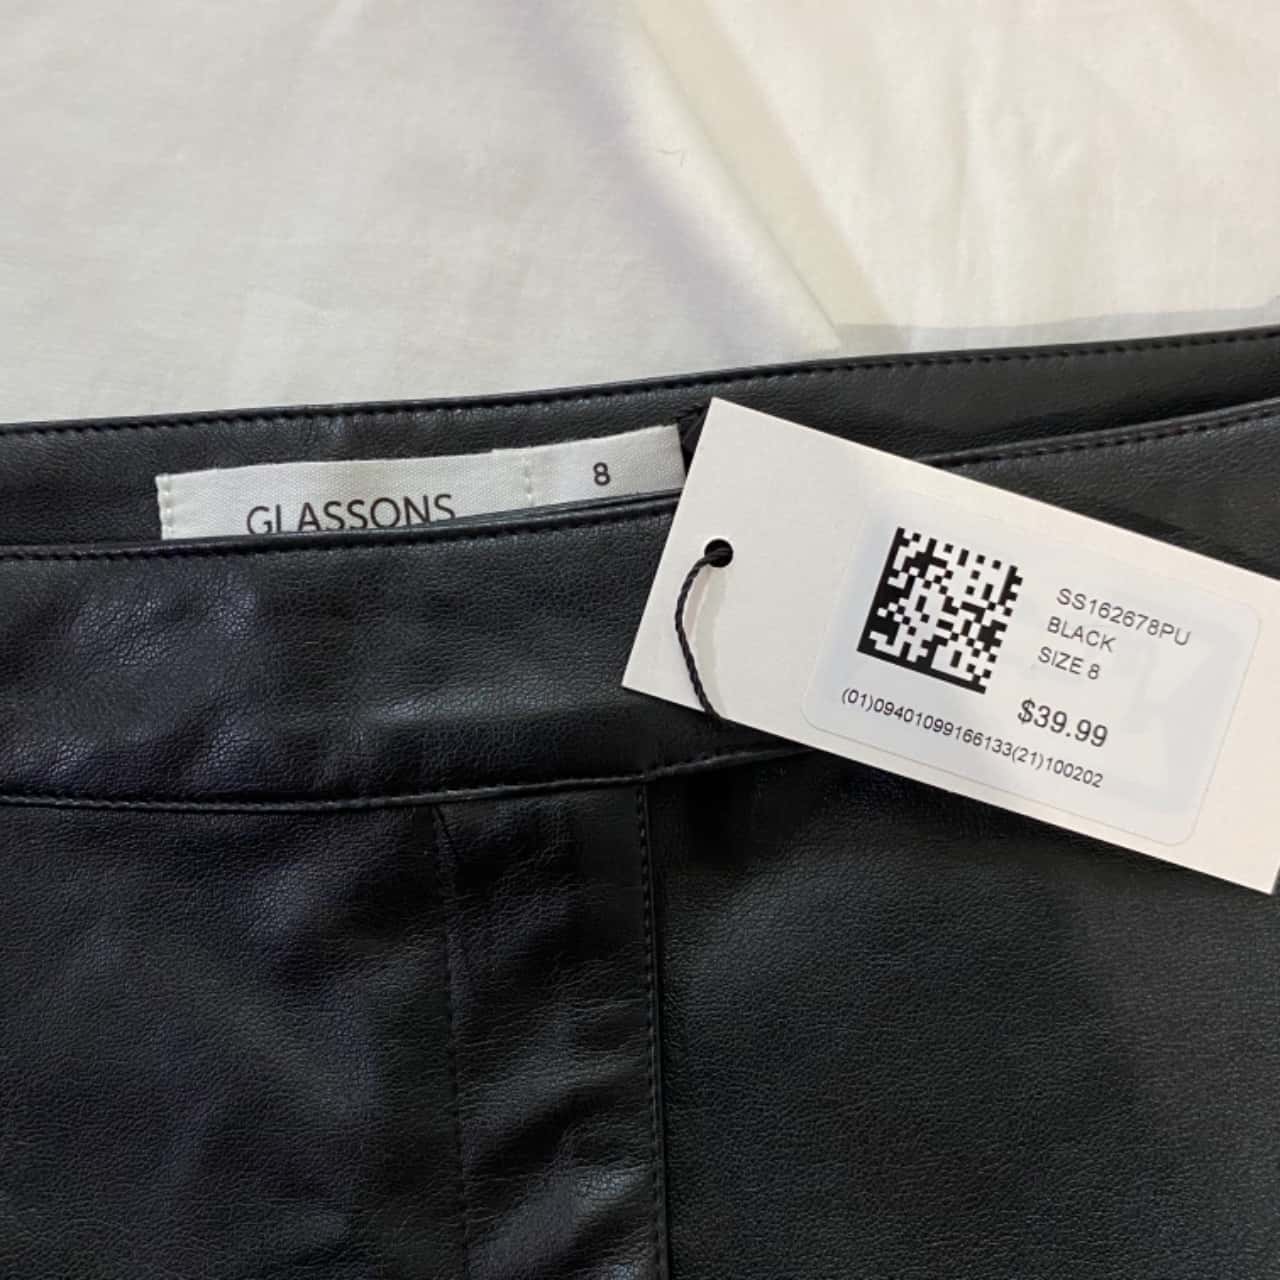 GLASSONS
8
SS162678PU
BLACK
SIZE 8
$39.99
(01)09401099166133(21)100202